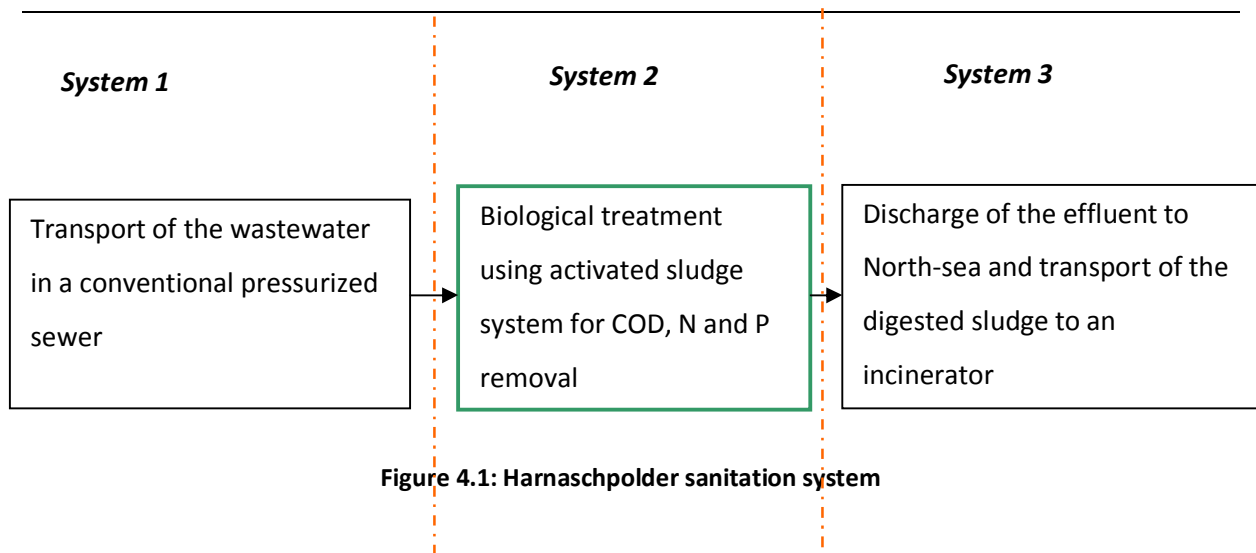 System 1
System 2
System 3
Transport of the wastewater
in a conventional pressurized
sewer
Biological treatment
using activated sludge
system for COD, N and P
removal
Discharge of the effluent to
North-sea and transport of the
digested sludge to an
incinerator
Figure 4.1: Harnaschpolder sanitation system